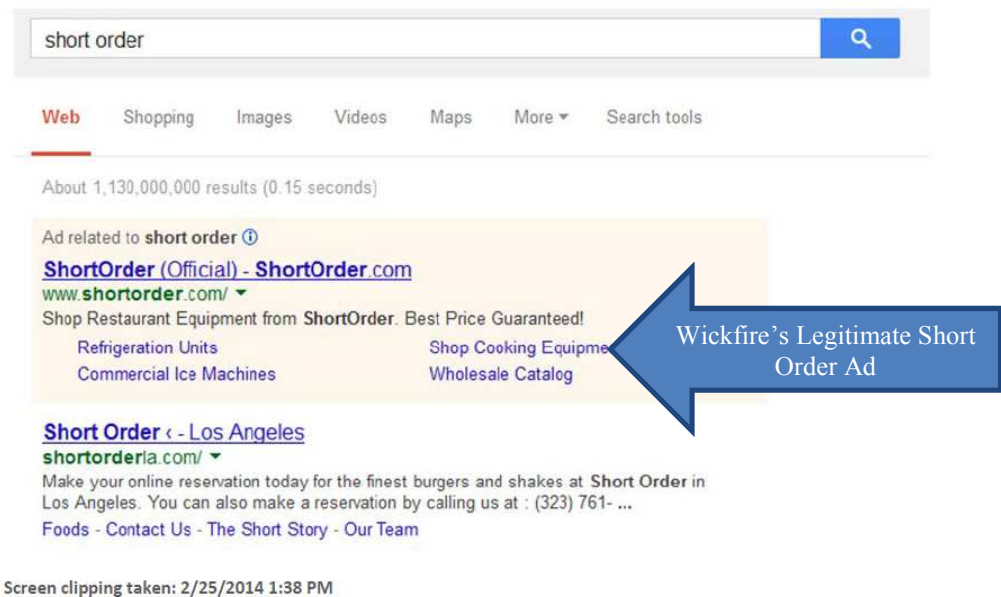 short order
Web Shopping Images Videos Maps More Search tools
About 1,130,000,000 results (0.15 seconds)
Ad related to short order
ShortOrder (Official) - ShortOrder.com
www.shortorder.com/
Shop Restaurant Equipment from ShortOrder. Best Price Guaranteed!
Refrigeration Units Shop Cooking Equipme
Commercial Ice Machines Wholesale Catalog
Wickfire's Legitimate Short
Order Ad
Short Order ‹ - Los Angeles
shortorderla.com/
Make your online reservation today for the finest burgers and shakes at Short Order in
Los Angeles. You can also make a reservation by calling us at : (323) 761- ...
Foods - Contact Us - The Short Story - Our Team
Screen clipping taken: 2/25/2014 1:38 PM